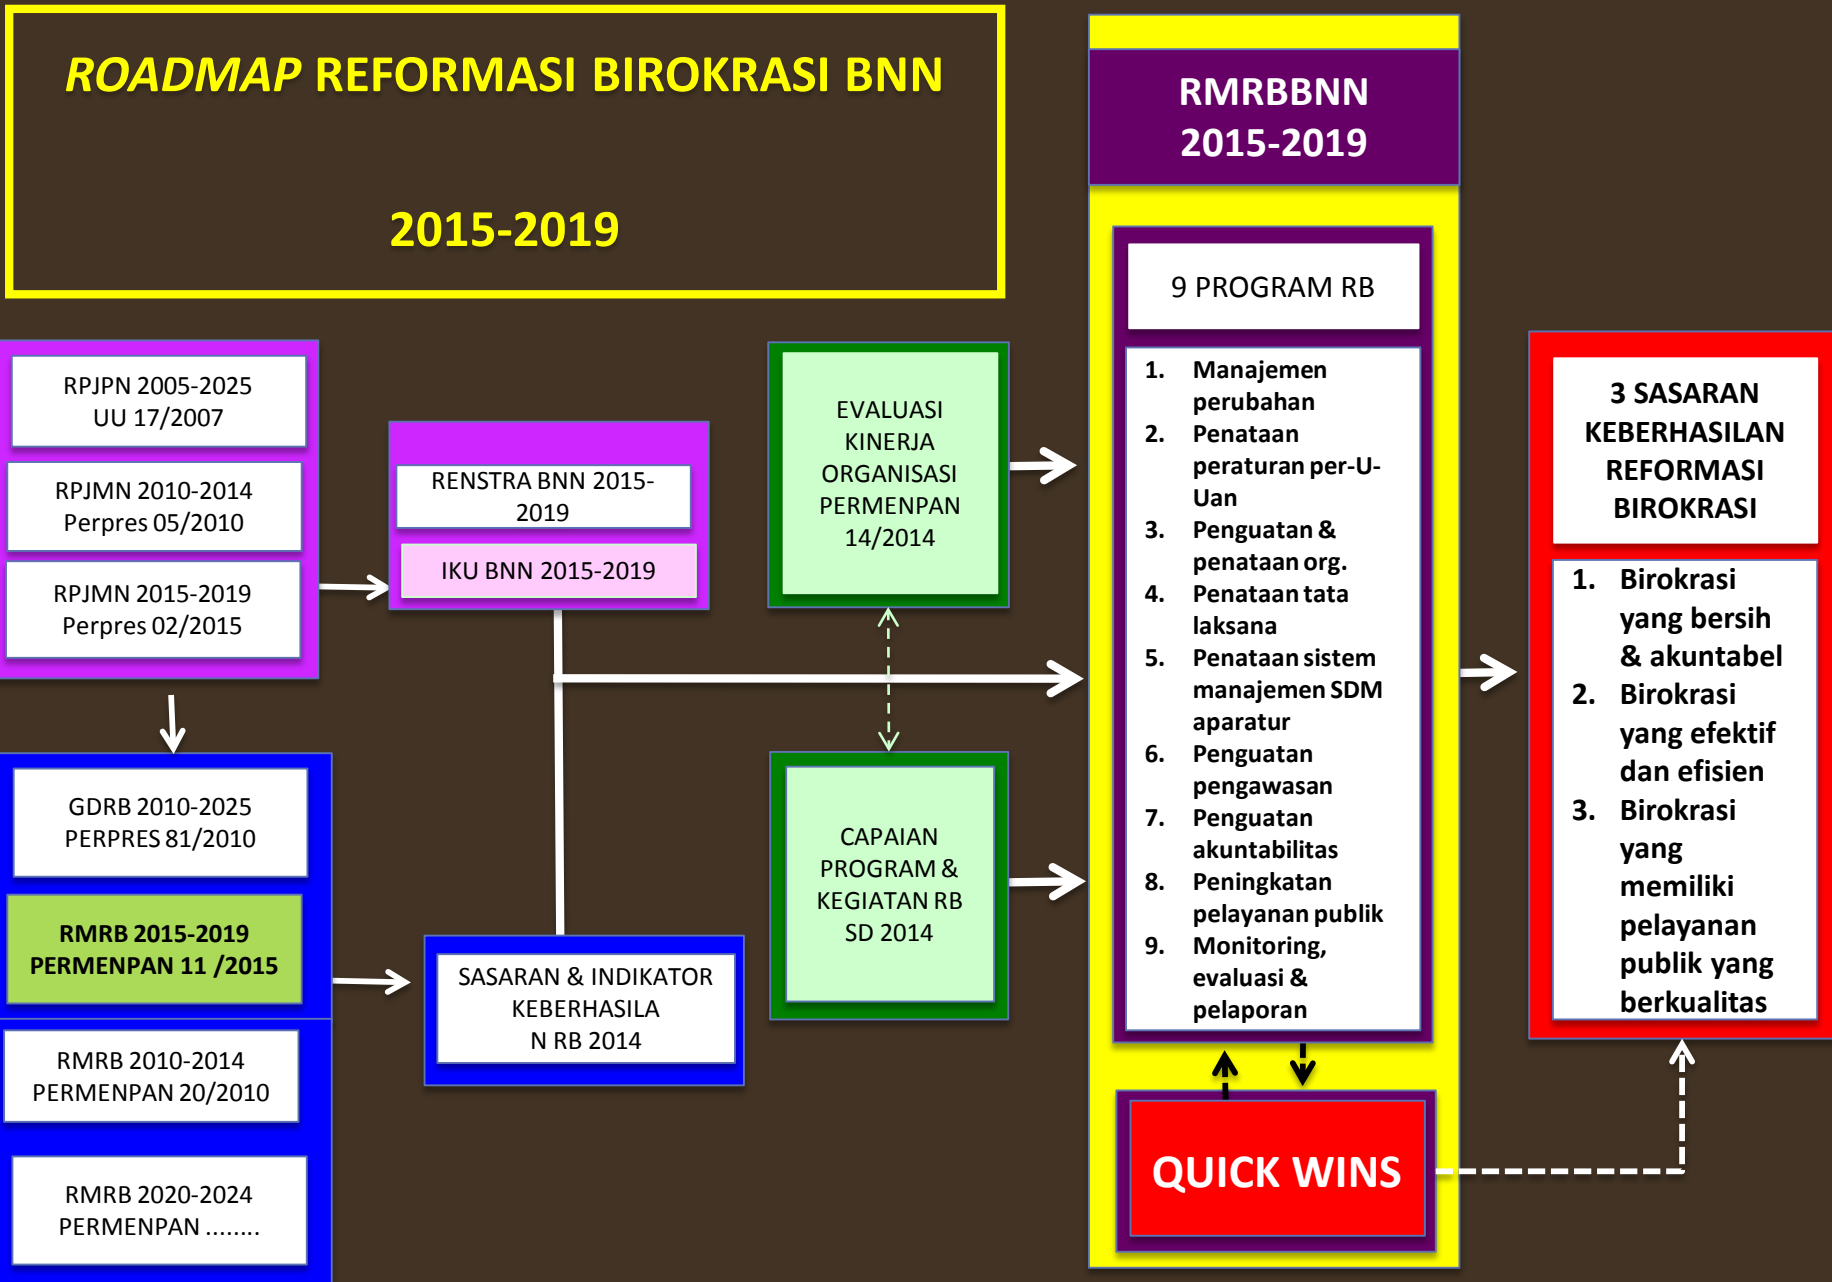 ROADMAP REFORMASI BIROKRASI BNN
2015-2019
RPJPN 2005-2025
UU 17/2007
RPJMN 2010-2014
Perpres 05/2010
RPJMN 2015-2019
Perpres 02/2015
GDRB 2010-2025
PERPRES 81/2010
RMRB 2015-2019
PERMENPAN 11 /2015
RMRB 2010-2014
PERMENPAN 20/2010
RMRB 2020-2024
PERMENPAN ........
RENSTRA BNN 2015-
2019
IKU BNN 2015-2019
SASARAN & INDIKATOR
KEBERHASILA
N RB 2014
EVALUASI
KINERJA
ORGANISASI
PERMENPAN
14/2014
CAPAIAN
PROGRAM &
KEGIATAN RB
SD 2014
RMRBBNN
2015-2019
9 PROGRAM RB
1. Manajemen
perubahan
2. Penataan
peraturan per-U-
Uan
3. Penguatan &
penataan org.
4. Penataan tata
laksana
5. Penataan sistem
manajemen SDM
aparatur
6. Penguatan
pengawasan
7. Penguatan
akuntabilitas
8. Peningkatan
pelayanan publik
9. Monitoring,
evaluasi &
pelaporan
QUICK WINS
3 SASARAN
KEBERHASILAN
REFORMASI
BIROKRASI
1. Birokrasi
yang bersih
& akuntabel
2. Birokrasi
yang efektif
dan efisien
3. Birokrasi
yang
memiliki
pelayanan
publik yang
berkualitas